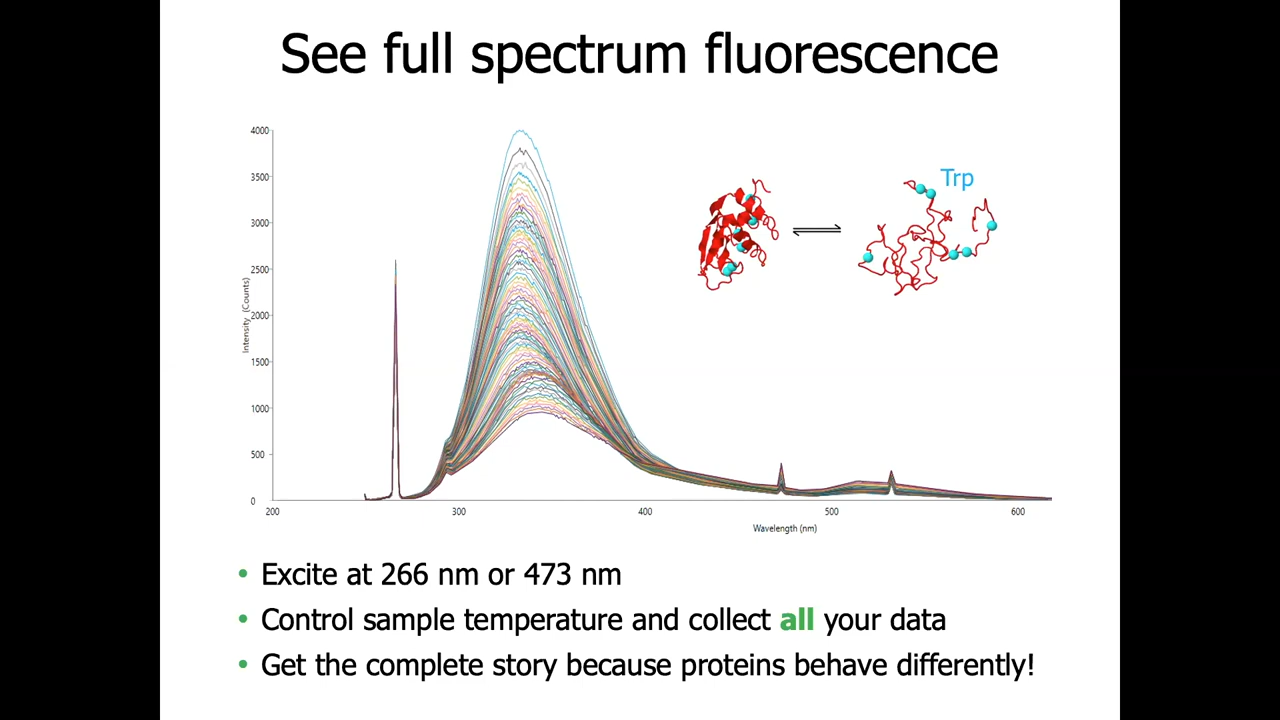 See full spectrum fluorescence
4000
3500
3000
2500
2000
1500
1000
500
0
Intensity (Counts)
200
300
400
500
600
Wavelength (nm)
Trp
• Excite at 266 nm or 473 nm
• Control sample temperature and collect all your data
• Get the complete story because proteins behave differently!